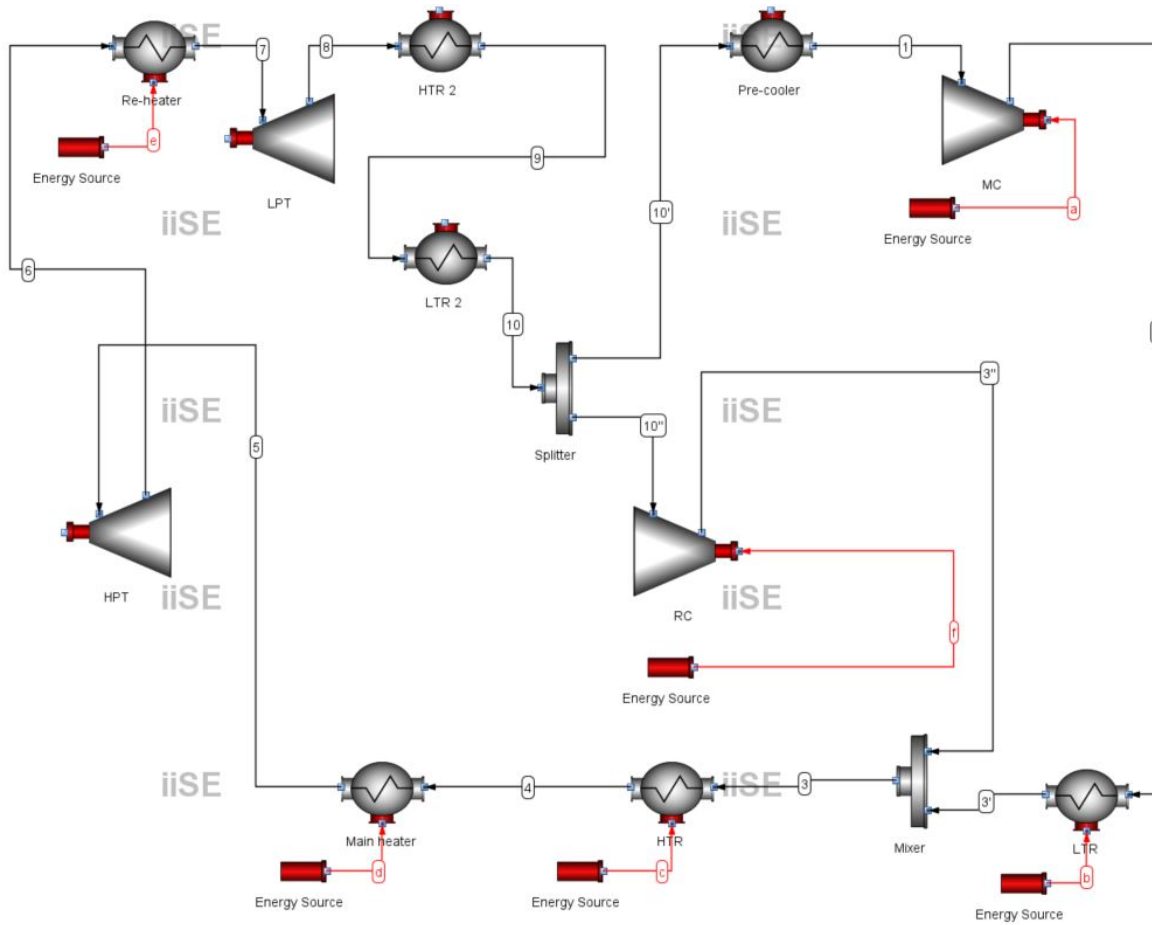 iiSE
iiSE
7
8
HTR 2
Re-heater
e
Energy Source
LPT
Pre-cooler
1
MC
a
Energy Source
9
iiSE
iiSE
10'
6
LTR 2
10
iiSE
iiSE
3"
10"
Splitter
5
HPT
iiSE
iiSE
RC
f
Energy Source
iiSE
iiSE
4
3
3'
Main heater
HTR
Mixer
LTR
d
c
b
Energy Source
Energy Source
Energy Source